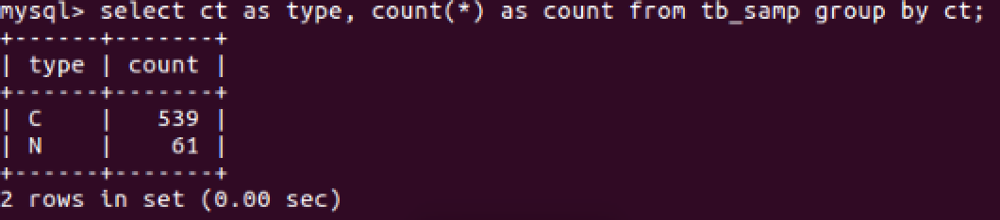 mysql> select ct as type, count(*) as count from tb_samp group by ct;
+------+-------+
| type | count |
+------+-------+
| C    |   539 |
| N    |    61 |
+------+-------+
2 rows in set (0.00 sec)